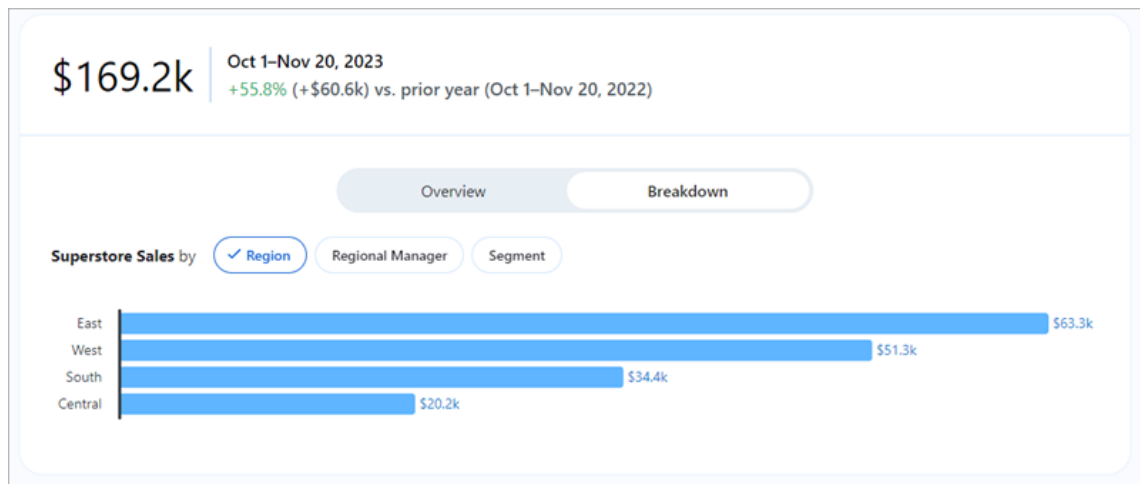 $169.2k
Oct 1–Nov 20, 2023
+55.8% (+$60.6k) vs. prior year (Oct 1–Nov 20, 2022)
Overview Breakdown
Superstore Sales by Region Regional Manager Segment
East $63.3k
West $51.3k
South $34.4k
Central $20.2k